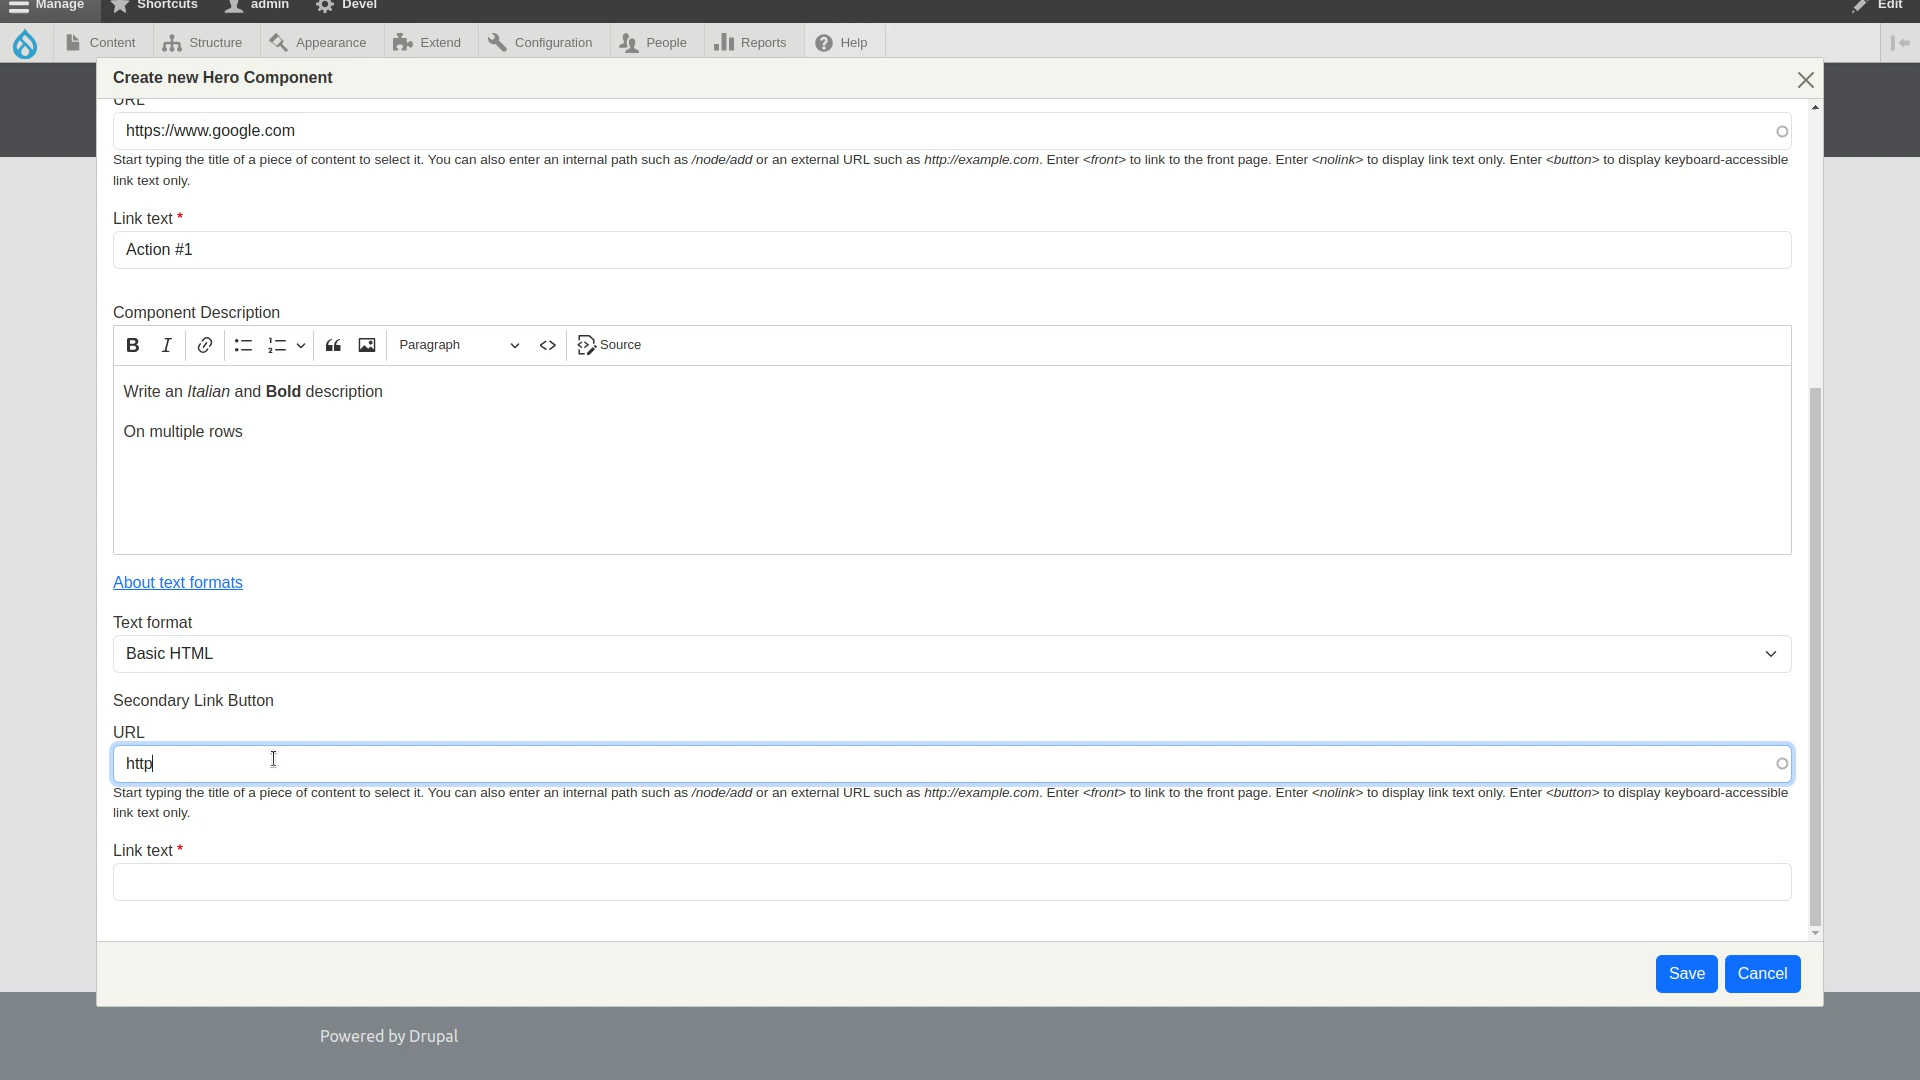 Manage Shortcuts admin Devel Edit
Content Structure Appearance Extend Configuration People Reports Help
Create new Hero Component
URL
https://www.google.com
Start typing the title of a piece of content to select it. You can also enter an internal path such as /node/add or an external URL such as http://example.com. Enter <front> to link to the front page. Enter <nolink> to display link text only. Enter <button> to display keyboard-accessible
link text only.
Link text *
Action #1
Component Description
B I Paragraph Source
Write an Italian and Bold description
On multiple rows
About text formats
Text format
Basic HTML
Secondary Link Button
URL
http
Start typing the title of a piece of content to select it. You can also enter an internal path such as /node/add or an external URL such as http://example.com. Enter <front> to link to the front page. Enter <nolink> to display link text only. Enter <button> to display keyboard-accessible
link text only.
Link text *
Save Cancel
Powered by Drupal